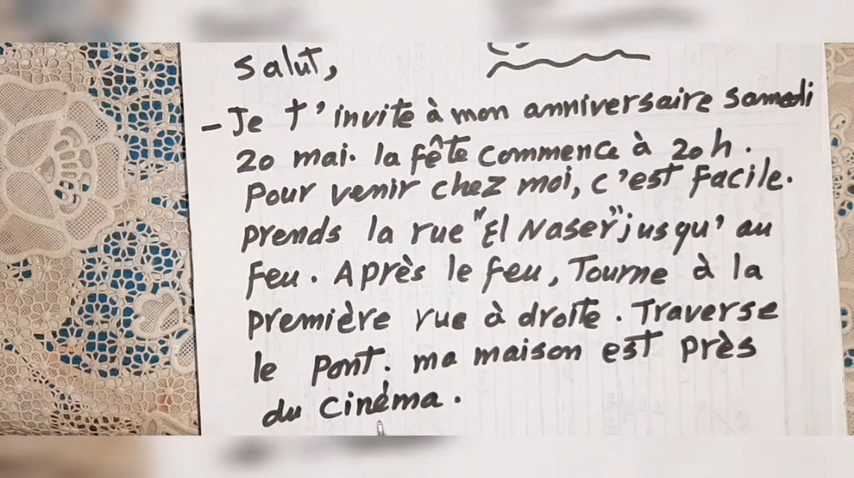 Salut,
- Je t'invite à mon anniversaire samedi
20 mai. la fête commence à 20h.
Pour venir chez moi, c'est facile.
prends la rue "El Naser" jusqu'au
feu. Après le feu, Tourne à la
première rue à droite. Traverse
le pont. ma maison est près
du cinéma.